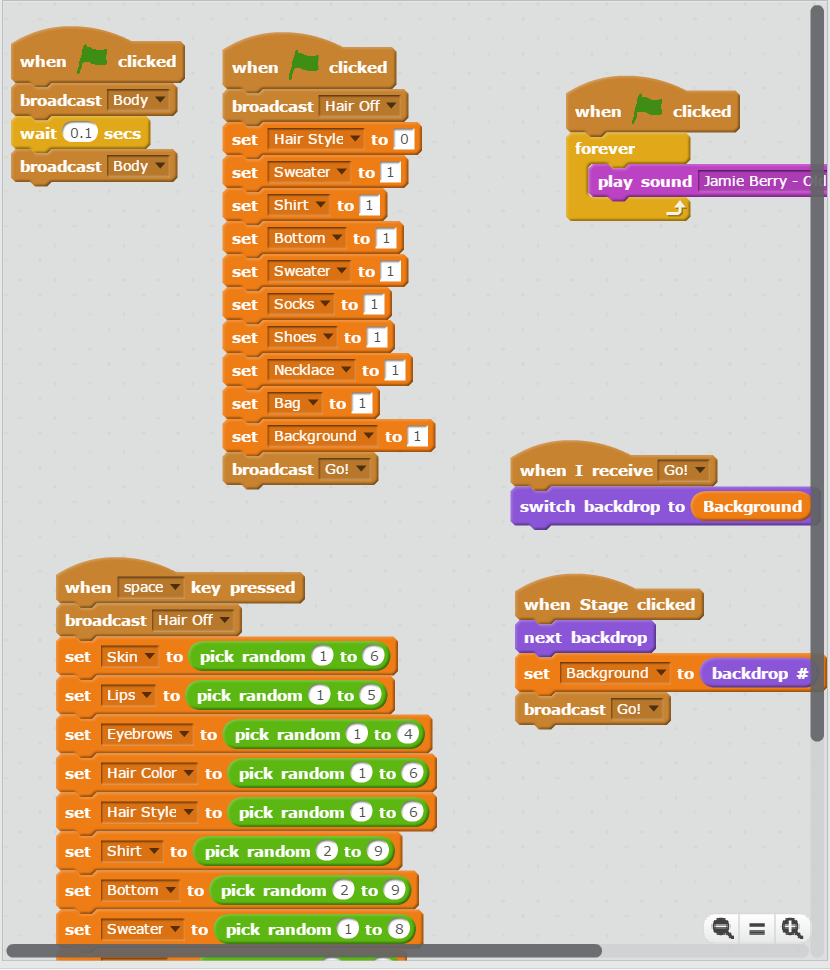 when clicked
broadcast Body
wait 0.1 secs
broadcast Body
when clicked
broadcast Hair Off
set Hair Style to 0
set Sweater to 1
set Shirt to 1
set Bottom to 1
set Sweater to 1
set Socks to 1
set Shoes to 1
set Necklace to 1
set Bag to 1
set Background to 1
broadcast Go!
when clicked
forever
play sound Jamie Berry -
when I receive Go!
switch backdrop to Background
when Stage clicked
next backdrop
set Background to backdrop #
broadcast Go!
when space key pressed
broadcast Hair Off
set Skin to pick random 1 to 6
set Lips to pick random 1 to 5
set Eyebrows to pick random 1 to 4
set Hair Color to pick random 1 to 6
set Hair Style to pick random 1 to 6
set Shirt to pick random 2 to 9
set Bottom to pick random 2 to 9
set Sweater to pick random 1 to 8